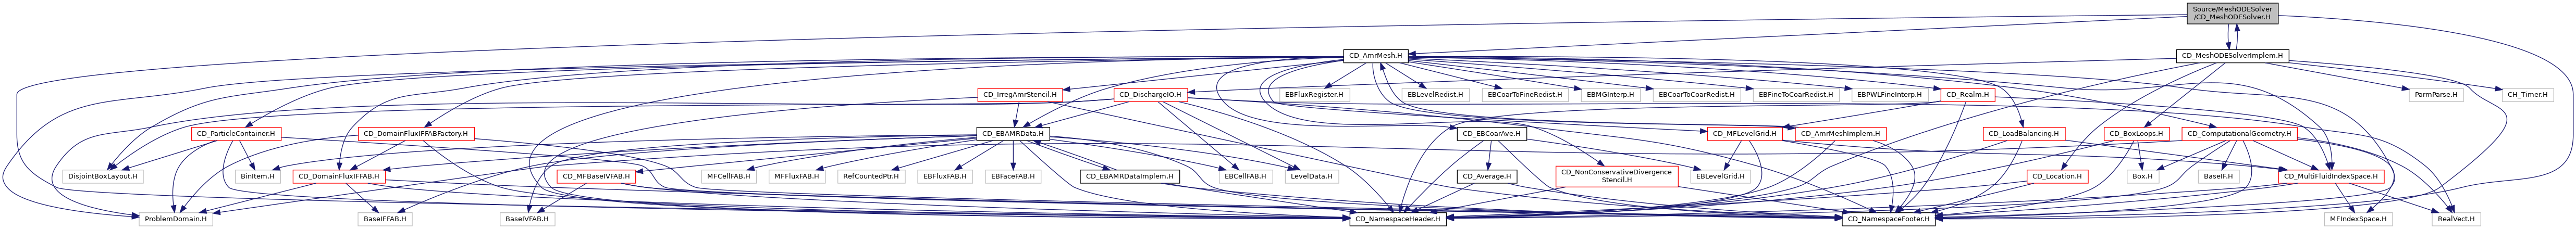 Source/MeshODESolver
/CD_MeshODESolver.H
CD_AmrMesh.H
CD_MeshODESolverImplem.H
CD_IrregAmrStencil.H
CD_DischargeIO.H
EBFluxRegister.H
EBLevelRedist.H
EBCoarToFineRedist.H
EBMGInterp.H
EBCoarToCoarRedist.H
EBFineToCoarRedist.H
EBPWLFineInterp.H
CD_Realm.H
ParmParse.H
CH_Timer.H
CD_ParticleContainer.H
CD_DomainFluxIFFABFactory.H
CD_EBAMRData.H
CD_EBCoarAve.H
CD_MFLevelGrid.H
CD_AmrMeshImplem.H
CD_LoadBalancing.H
CD_BoxLoops.H
CD_ComputationalGeometry.H
DisjointBoxLayout.H
BinItem.H
CD_DomainFluxIFFAB.H
CD_MFBaseIVFAB.H
MFCellFAB.H
MFFluxFAB.H
RefCountedPtr.H
EBFluxFAB.H
EBFaceFAB.H
CD_EBAMRDataImplem.H
CD_Average.H
EBCellFAB.H
LevelData.H
CD_NonConservativeDivergence
Stencil.H
EBLevelGrid.H
CD_Location.H
Box.H
BaseIF.H
CD_MultiFluidIndexSpace.H
ProblemDomain.H
BaseIFFAB.H
BaseIVFAB.H
CD_NamespaceHeader.H
CD_NamespaceFooter.H
MFIndexSpace.H
RealVect.H